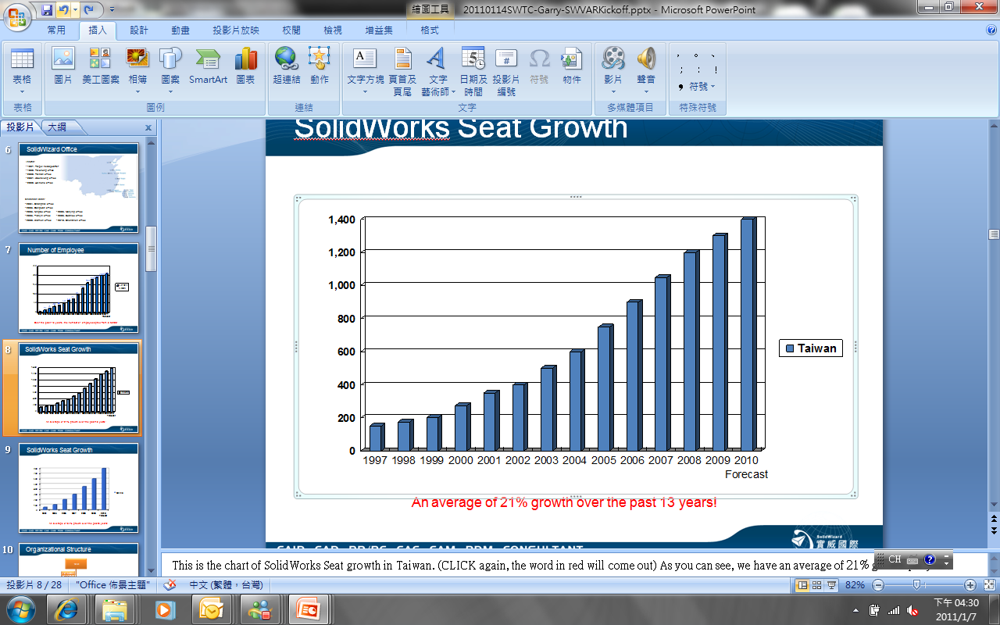 繪圖工具
20110114SWTC-Garry-SWVARKickoff.pptx - Microsoft PowerPoint
常用 插入 設計 動畫 投影片放映 校閱 檢視 增益集 格式
表格 圖片 美工圖案 相簿 圖案 SmartArt 圖表 超連結 動作 文字方塊 頁首及頁尾 文字藝術師 日期及時間 投影片編號 符號 物件 影片 聲音 符號
表格 圖例 連結 文字 多媒體項目 特殊符號
投影片 大綱
6
SolidWizard Office
7
Number of Employee
8
SolidWorks Seat Growth
9
SolidWorks Seat Growth
10
Organizational Structure
SolidWorks Seat Growth
1,400
1,200
1,000
800
600
400
200
0
1997 1998 1999 2000 2001 2002 2003 2004 2005 2006 2007 2008 2009 2010
Forecast
Taiwan
An average of 21% growth over the past 13 years!
SolidWizard
實威國際
This is the chart of SolidWorks Seat growth in Taiwan. (CLICK again, the word in red will come out) As you can see, we have an average of 21%
CH
投影片 8 / 28 "Office 佈景主題" 中文 (繁體，台灣) 82%
下午 04:30
2011/1/7